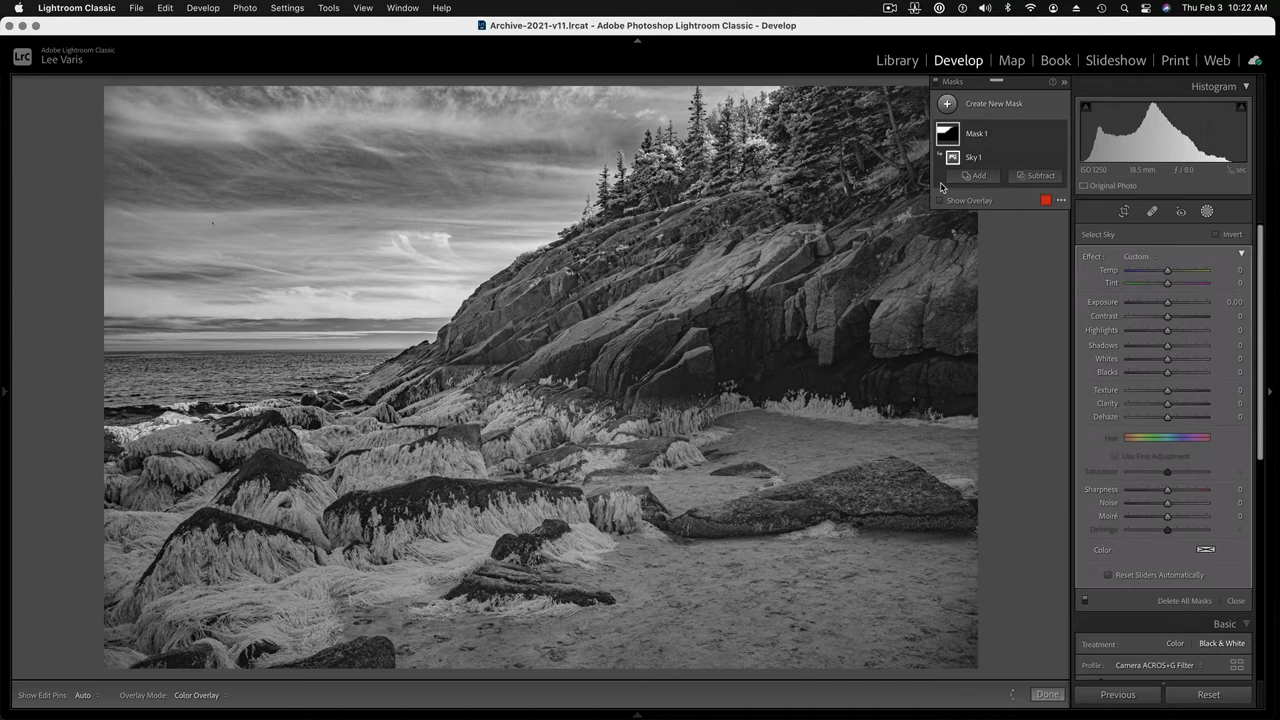 Lightroom Classic File Edit Develop Photo Settings Tools View Window Help Thu Feb 3 10:22 AM
Archive-2021-v11.lrcat - Adobe Photoshop Lightroom Classic - Develop
LrC Adobe Lightroom Classic
Lee Varis
Library Develop Map Book Slideshow Print Web
Masks
Create New Mask
Mask 1
Sky 1
Add Subtract
Show Overlay
Histogram
ISO 1250 18.5 mm ƒ / 8.0
Original Photo
Select Sky Invert
Effect : Custom
Temp 0
Tint 0
Exposure 0.00
Contrast 0
Highlights 0
Shadows 0
Whites 0
Blacks 0
Texture 0
Clarity 0
Dehaze 0
Hue
Use Fine Adjustment
Saturation
Sharpness 0
Noise 0
Moiré 0
Defringe
Color
Reset Sliders Automatically
Delete All Masks Close
Basic
Treatment : Color Black & White
Profile : Camera ACROS+G Filter
Show Edit Pins: Auto Overlay Mode: Color Overlay Done Previous Reset